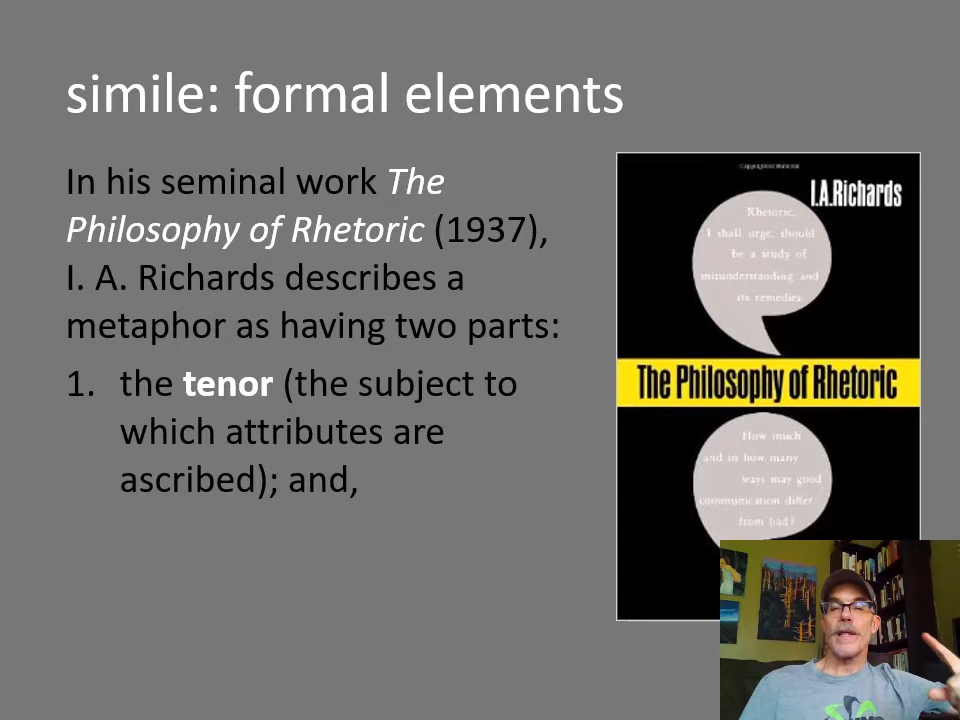 simile: formal elements
In his seminal work The
Philosophy of Rhetoric (1937),
I. A. Richards describes a
metaphor as having two parts:
1. the tenor (the subject to
which attributes are
ascribed); and,
Copyrighted Material
I.A.Richards
Rhetoric,
I shall urge, should
be a study of
misunderstanding and
its remedies.
The Philosophy of Rhetoric
How much
and in how many
ways may good
communication differ
from bad?